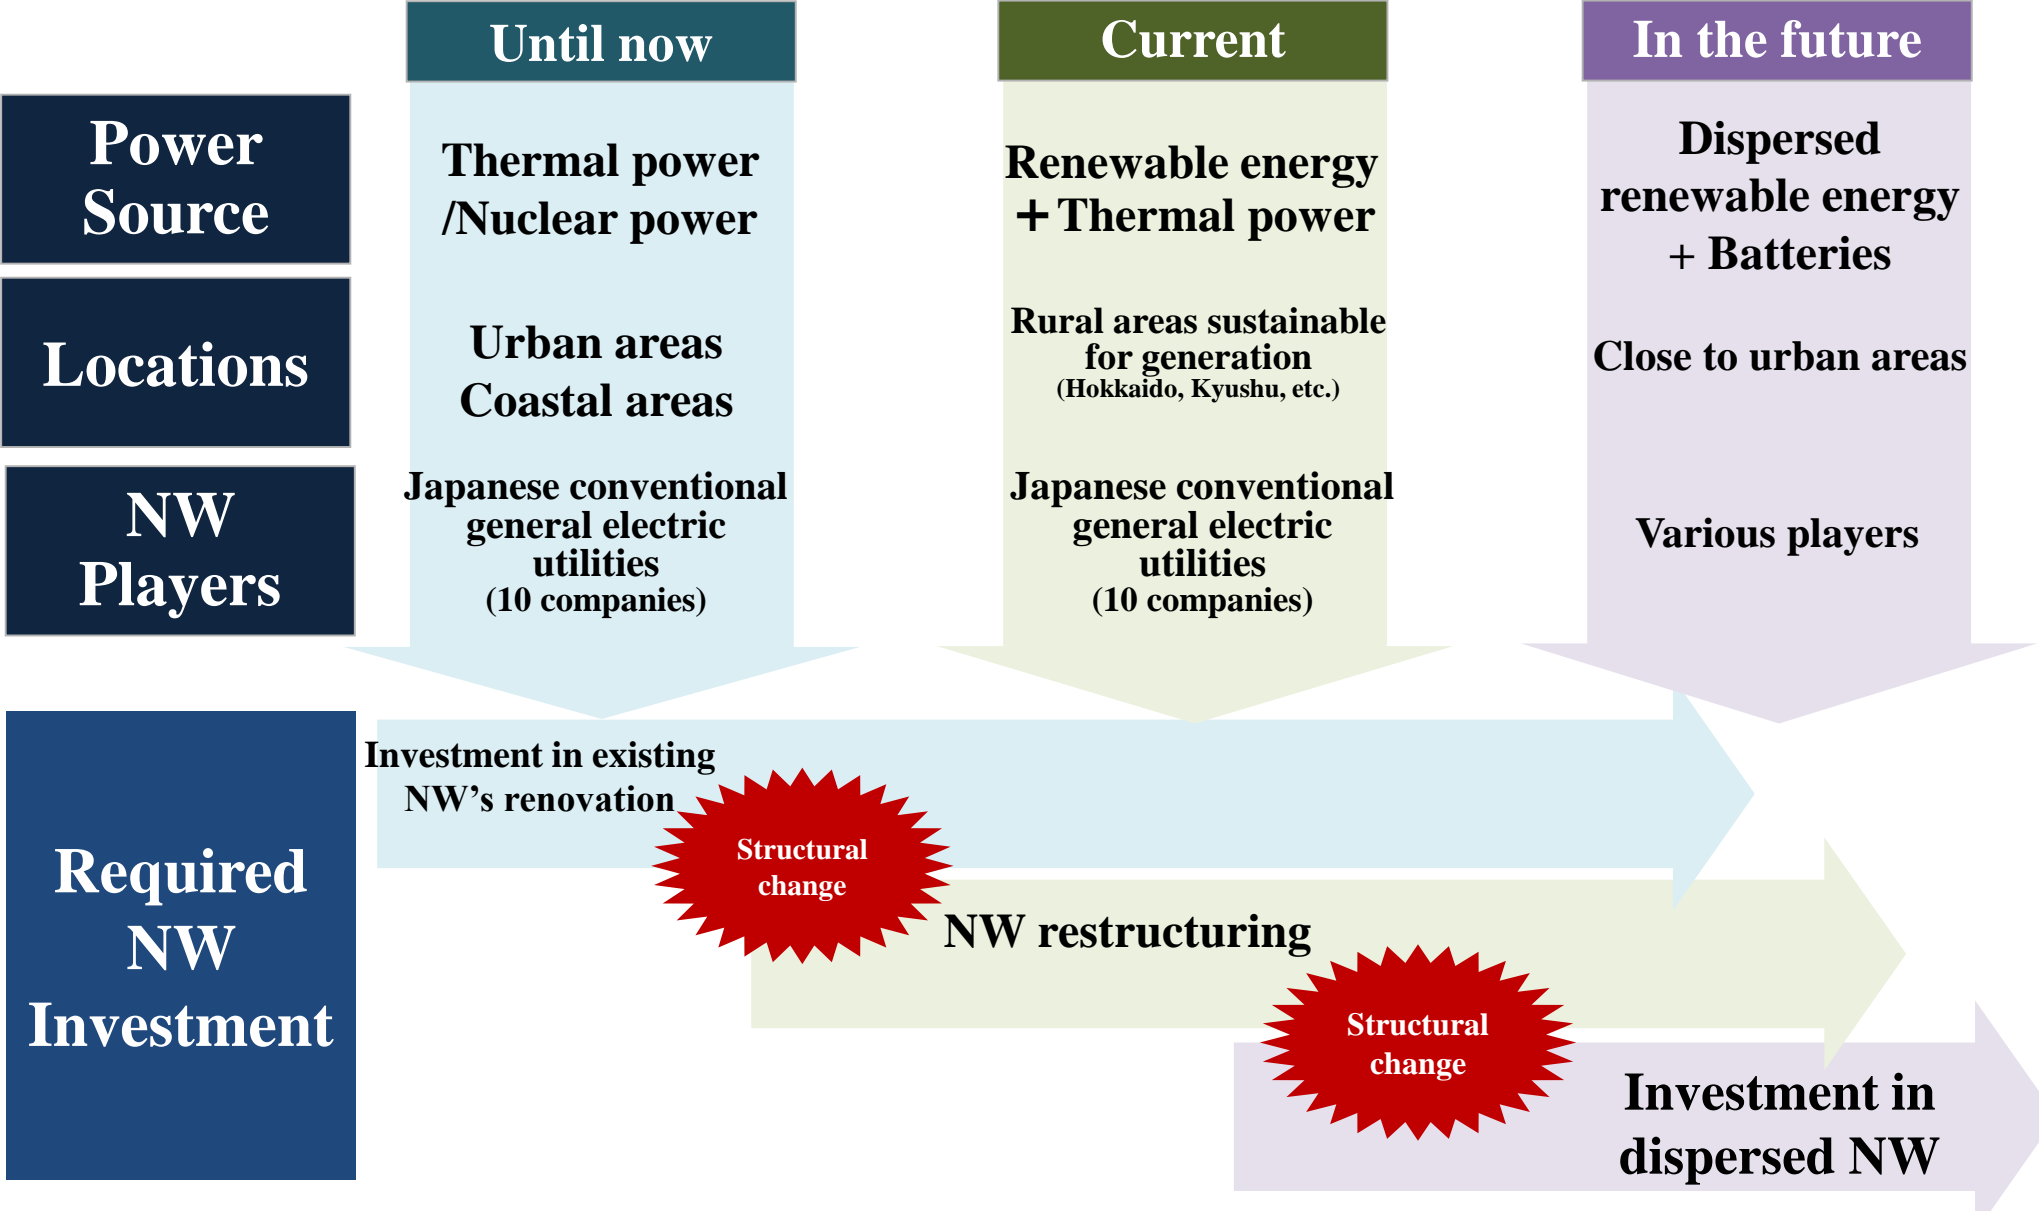 Until now
Current
In the future
Power
Source
Thermal power
/Nuclear power
Renewable energy
+Thermal power
Dispersed
renewable energy
+ Batteries
Locations
Urban areas
Coastal areas
Rural areas sustainable
for generation
(Hokkaido, Kyushu, etc.)
Close to urban areas
NW
Players
Japanese conventional
general electric
utilities
(10 companies)
Japanese conventional
general electric
utilities
(10 companies)
Various players
Required
NW
Investment
Investment in existing
NW’s renovation
Structural
change
NW restructuring
Structural
change
Investment in
dispersed NW